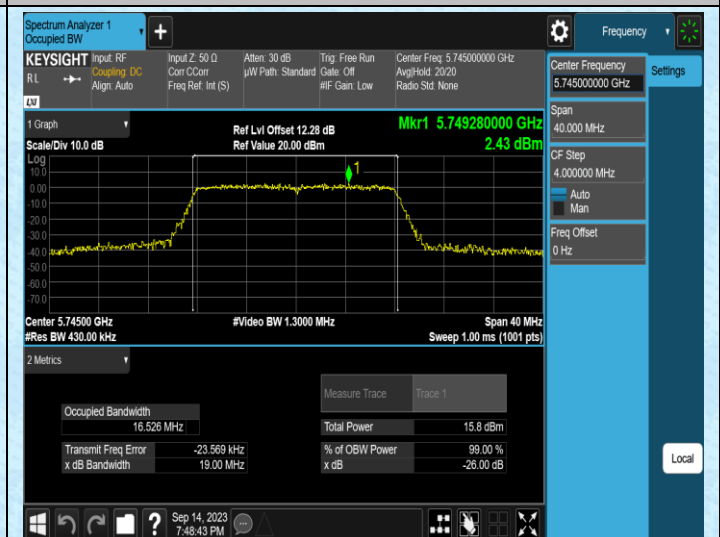 Spectrum Analyzer 1
Occupied BW
+
Frequency
KEYSIGHT
R L
LXI
Input: RF
Coupling: DC
Align: Auto
Input Z: 50 Ω
Corr CCorr
Freq Ref: Int (S)
Atten: 30 dB
µW Path: Standard
Trig: Free Run
Gate: Off
#IF Gain: Low
Center Freq: 5.745000000 GHz
Avg|Hold: 20/20
Radio Std: None
Center Frequency
5.745000000 GHz
Settings
Span
40.000 MHz
CF Step
4.000000 MHz
Auto
Man
Freq Offset
0 Hz
Local
1 Graph
Scale/Div 10.0 dB
Ref Lvl Offset 12.28 dB
Ref Value 20.00 dBm
Mkr1 5.749280000 GHz
2.43 dBm
Log
10.0
0.00
-10.0
-20.0
-30.0
-40.0
-50.0
-60.0
-70.0
1
Center 5.74500 GHz
#Video BW 1.3000 MHz
Span 40 MHz
#Res BW 430.00 kHz
Sweep 1.00 ms (1001 pts)
2 Metrics
Measure Trace Trace 1
Occupied Bandwidth
16.526 MHz
Total Power 15.8 dBm
Transmit Freq Error -23.569 kHz
% of OBW Power 99.00 %
x dB Bandwidth 19.00 MHz
x dB -26.00 dB
?
Sep 14, 2023
7:48:43 PM